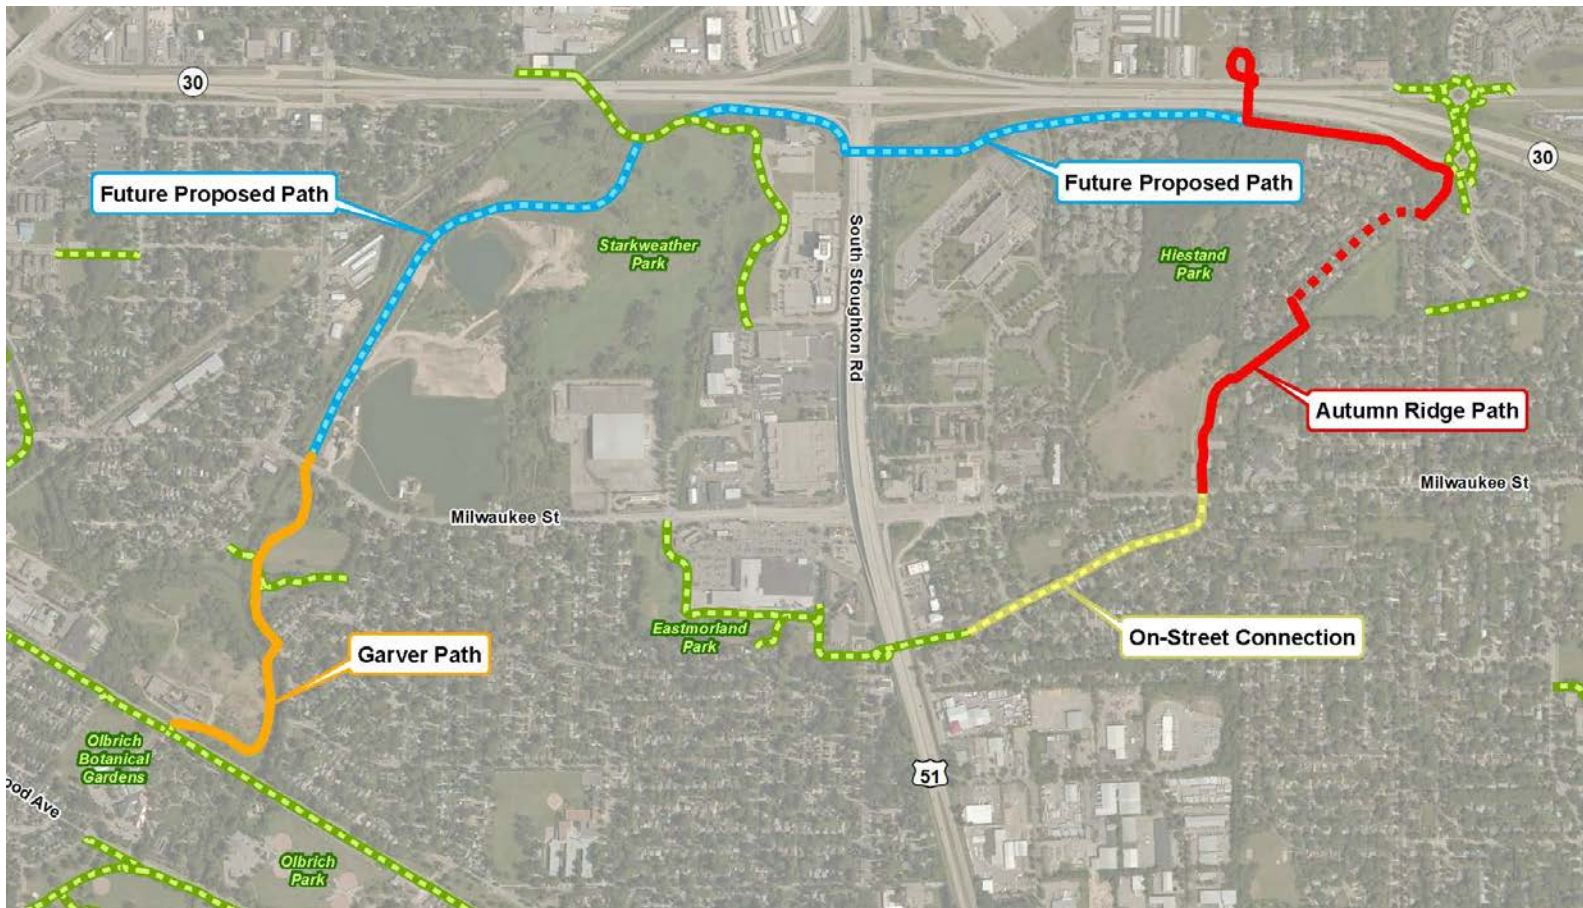 30
30
Future Proposed Path
Future Proposed Path
Starkweather
Park
South Stoughton Rd
Hiestand
Park
Autumn Ridge Path
Milwaukee St
Milwaukee St
On-Street Connection
Eastmorland
Park
Garver Path
Olbrich
Botanical
Gardens
51
ood Ave
Olbrich
Park